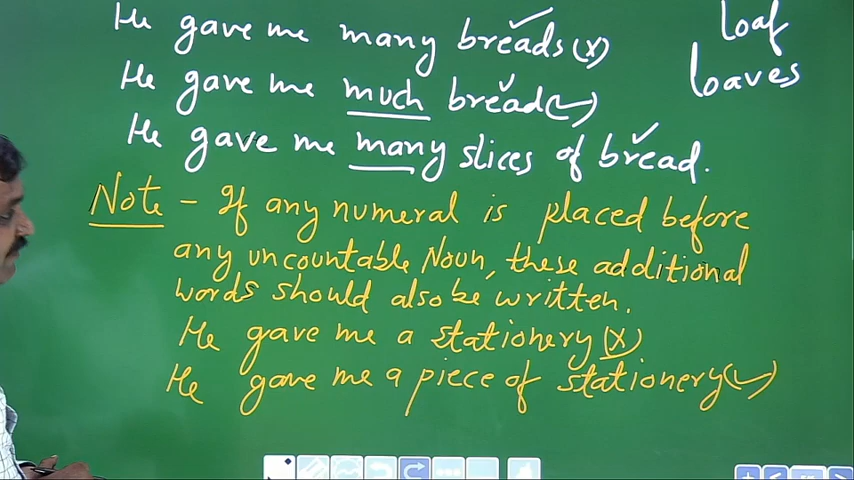 He gave me many breads (x)
He gave me much bread (✓)
He gave me many slices of bread.
loaf
loaves
Note - If any numeral is placed before
any uncountable Noun, these additional
words should also be written.
He gave me a stationery (x)
He gave me a piece of stationery (✓)